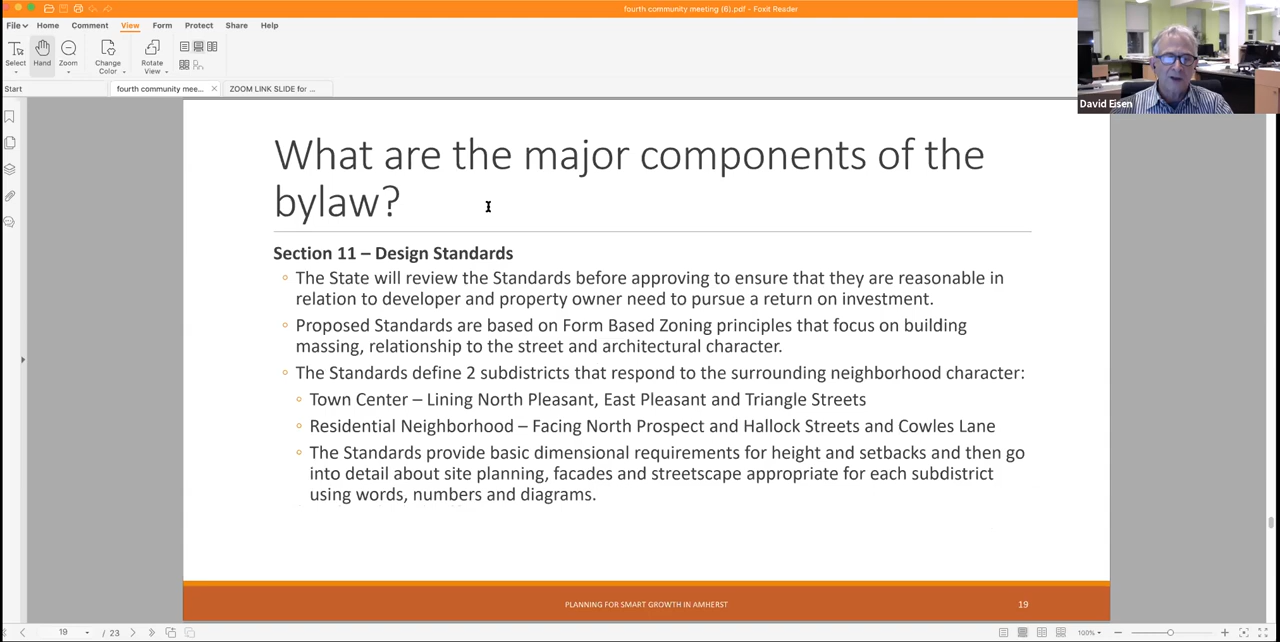 fourth community meeting (6).pdf - Foxit Reader
File Home Comment View Form Protect Share Help
Select Hand Zoom Change Color Rotate View
Start fourth community mee... ZOOM LINK SLIDE for ...
David Eisen
What are the major components of the
bylaw?
Section 11 – Design Standards
The State will review the Standards before approving to ensure that they are reasonable in
relation to developer and property owner need to pursue a return on investment.
Proposed Standards are based on Form Based Zoning principles that focus on building
massing, relationship to the street and architectural character.
The Standards define 2 subdistricts that respond to the surrounding neighborhood character:
Town Center – Lining North Pleasant, East Pleasant and Triangle Streets
Residential Neighborhood – Facing North Prospect and Hallock Streets and Cowles Lane
The Standards provide basic dimensional requirements for height and setbacks and then go
into detail about site planning, facades and streetscape appropriate for each subdistrict
using words, numbers and diagrams.
PLANNING FOR SMART GROWTH IN AMHERST 19
19 / 23 100%